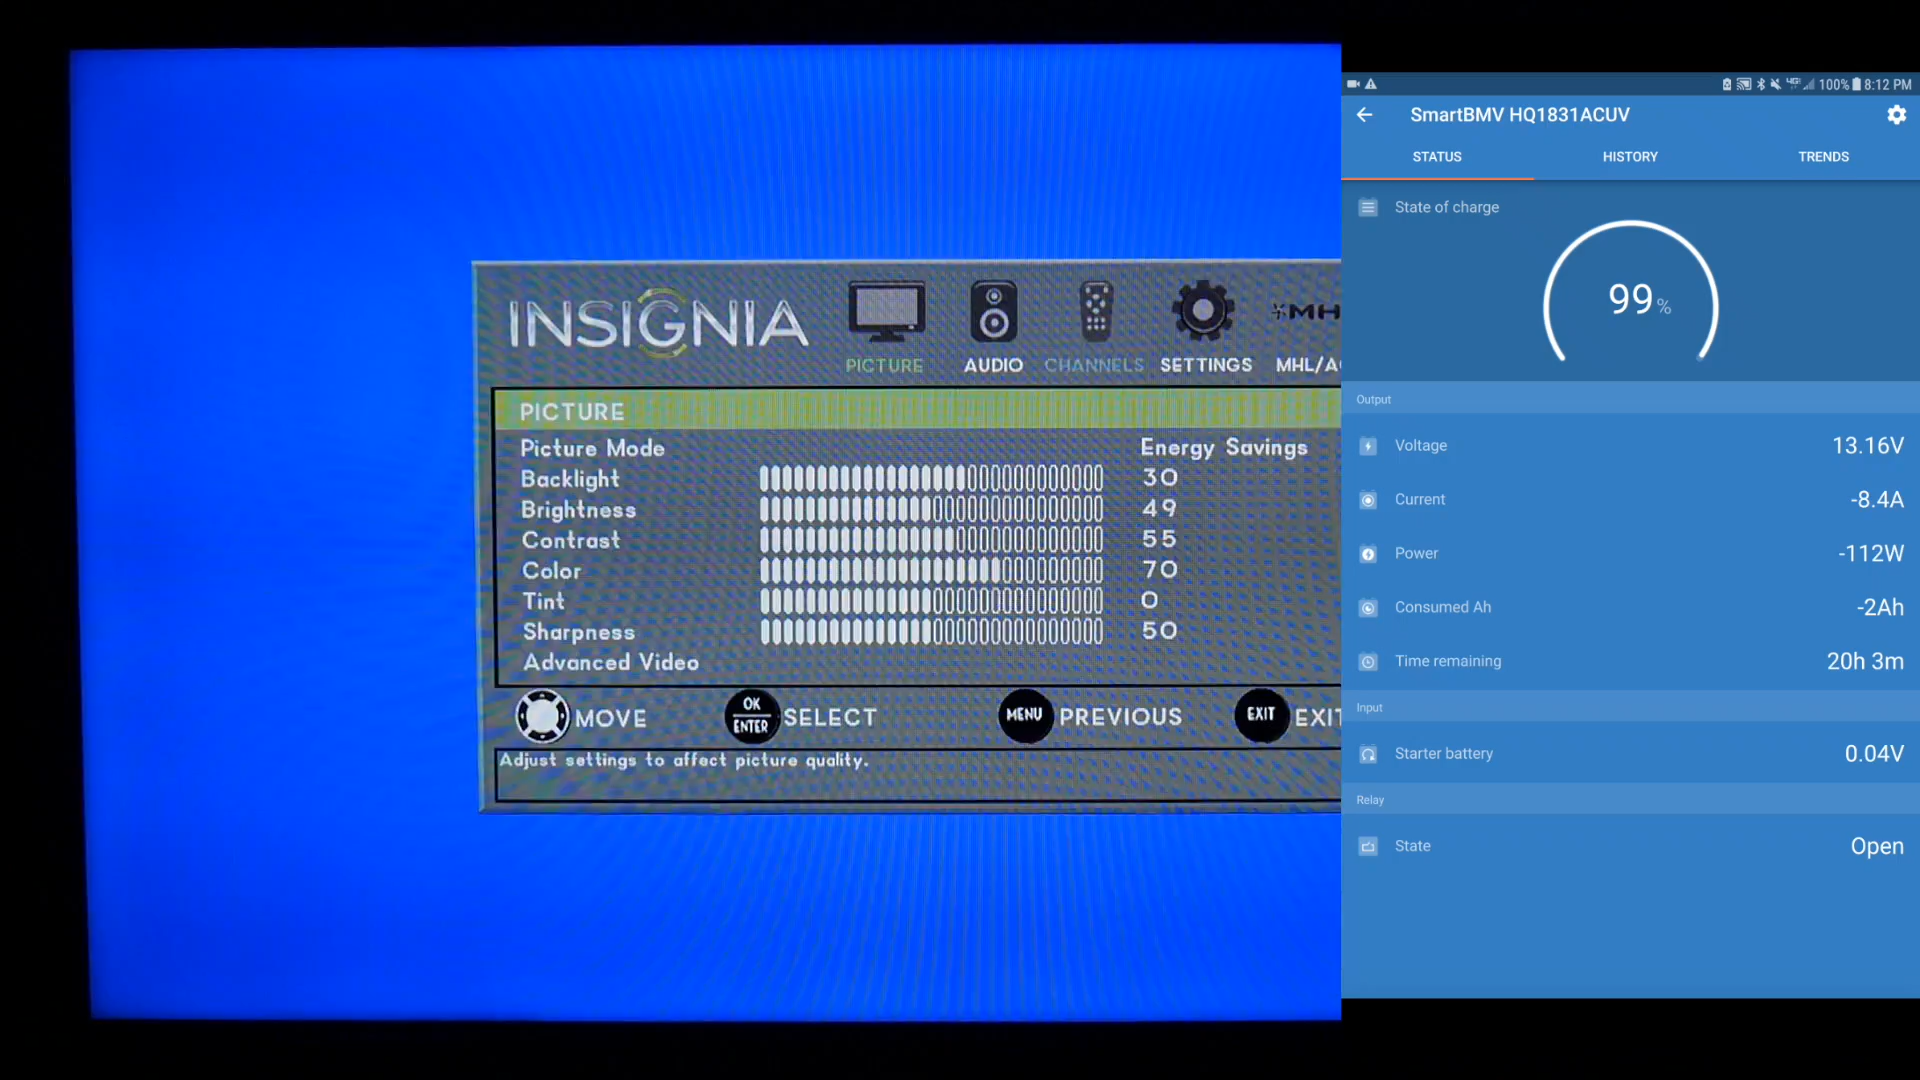 INSIGNIA
PICTURE AUDIO CHANNELS SETTINGS
PICTURE
Picture Mode Energy Savings
Backlight 30
Brightness 49
Contrast 55
Color 70
Tint 0
Sharpness 50
Advanced Video
MOVE OK ENTER SELECT MENU PREVIOUS EXIT
Adjust settings to affect picture quality.
100% 8:12 PM
SmartBMV HQ1831ACUV
STATUS HISTORY TRENDS
State of charge
99%
Output
Voltage 13.16V
Current -8.4A
Power -112W
Consumed Ah -2Ah
Time remaining 20h 3m
Input
Starter battery 0.04V
Relay
State Open